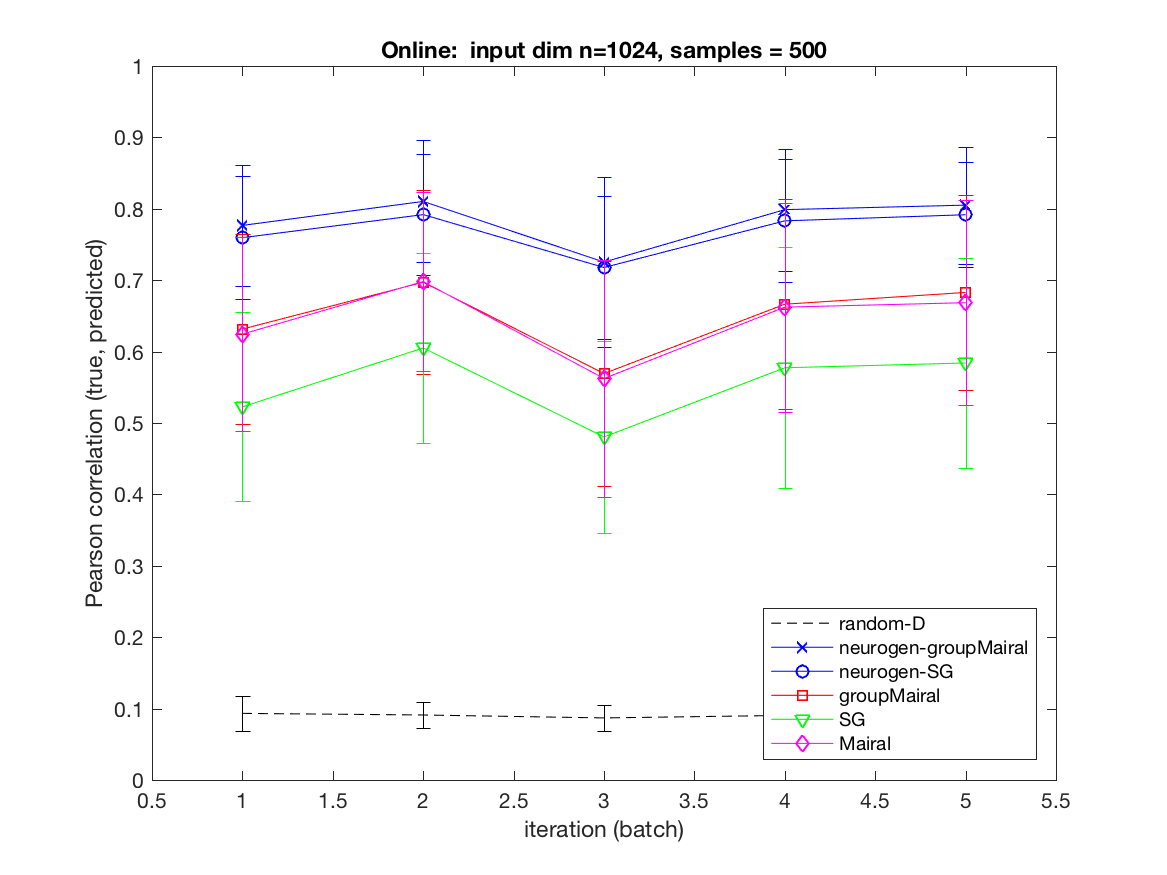 Online:  input dim n=1024, samples = 500
1
0.9
0.8
0.7
0.6
0.5
0.4
0.3
0.2
0.1
0
Pearson correlation (true, predicted)
random-D
neurogen-groupMairal
neurogen-SG
groupMairal
SG
Mairal
0.5 1 1.5 2 2.5 3 3.5 4 4.5 5 5.5
iteration (batch)